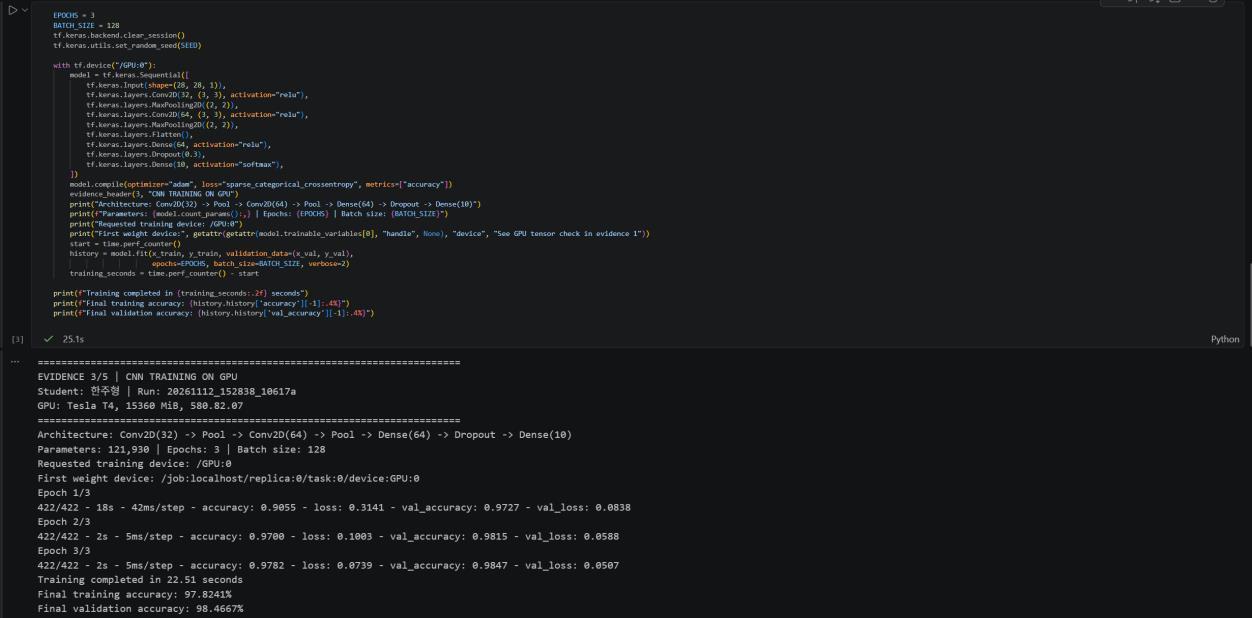 EPOCHS = 3
BATCH_SIZE = 128
tf.keras.backend.clear_session()
tf.keras.utils.set_random_seed(SEED)
with tf.device("/GPU:0"):
    model = tf.keras.Sequential([
        tf.keras.Input(shape=(28, 28, 1)),
        tf.keras.layers.Conv2D(32, (3, 3), activation="relu"),
        tf.keras.layers.MaxPooling2D((2, 2)),
        tf.keras.layers.Conv2D(64, (3, 3), activation="relu"),
        tf.keras.layers.MaxPooling2D((2, 2)),
        tf.keras.layers.Flatten(),
        tf.keras.layers.Dense(64, activation="relu"),
        tf.keras.layers.Dropout(0.3),
        tf.keras.layers.Dense(10, activation="softmax"),
    ])
    model.compile(optimizer="adam", loss="sparse_categorical_crossentropy", metrics=["accuracy"])
    evidence_header(3, "CNN TRAINING ON GPU")
    print("Architecture: Conv2D(32) -> Pool -> Conv2D(64) -> Pool -> Dense(64) -> Dropout -> Dense(10)")
    print(f"Parameters: {model.count_params():,} | Epochs: {EPOCHS} | Batch size: {BATCH_SIZE}")
    print("Requested training device: /GPU:0")
    print("First weight device:", getattr(getattr(model.trainable_variables[0], "handle", None), "device", "See GPU tensor check in evidence 1"))
    start = time.perf_counter()
    history = model.fit(x_train, y_train, validation_data=(x_val, y_val),
                        epochs=EPOCHS, batch_size=BATCH_SIZE, verbose=2)
    training_seconds = time.perf_counter() - start
print(f"Training completed in {training_seconds:.2f} seconds")
print(f"Final training accuracy: {history.history['accuracy'][-1]:.4%}")
print(f"Final validation accuracy: {history.history['val_accuracy'][-1]:.4%}")
[3] 25.1s Python
========================================================================
EVIDENCE 3/5 | CNN TRAINING ON GPU
Student: 한주형 | Run: 20261112_152838_10617a
GPU: Tesla T4, 15360 MiB, 580.82.07
========================================================================
Architecture: Conv2D(32) -> Pool -> Conv2D(64) -> Pool -> Dense(64) -> Dropout -> Dense(10)
Parameters: 121,930 | Epochs: 3 | Batch size: 128
Requested training device: /GPU:0
First weight device: /job:localhost/replica:0/task:0/device:GPU:0
Epoch 1/3
422/422 - 18s - 42ms/step - accuracy: 0.9055 - loss: 0.3141 - val_accuracy: 0.9727 - val_loss: 0.0838
Epoch 2/3
422/422 - 2s - 5ms/step - accuracy: 0.9700 - loss: 0.1003 - val_accuracy: 0.9815 - val_loss: 0.0588
Epoch 3/3
422/422 - 2s - 5ms/step - accuracy: 0.9782 - loss: 0.0739 - val_accuracy: 0.9847 - val_loss: 0.0507
Training completed in 22.51 seconds
Final training accuracy: 97.8241%
Final validation accuracy: 98.4667%